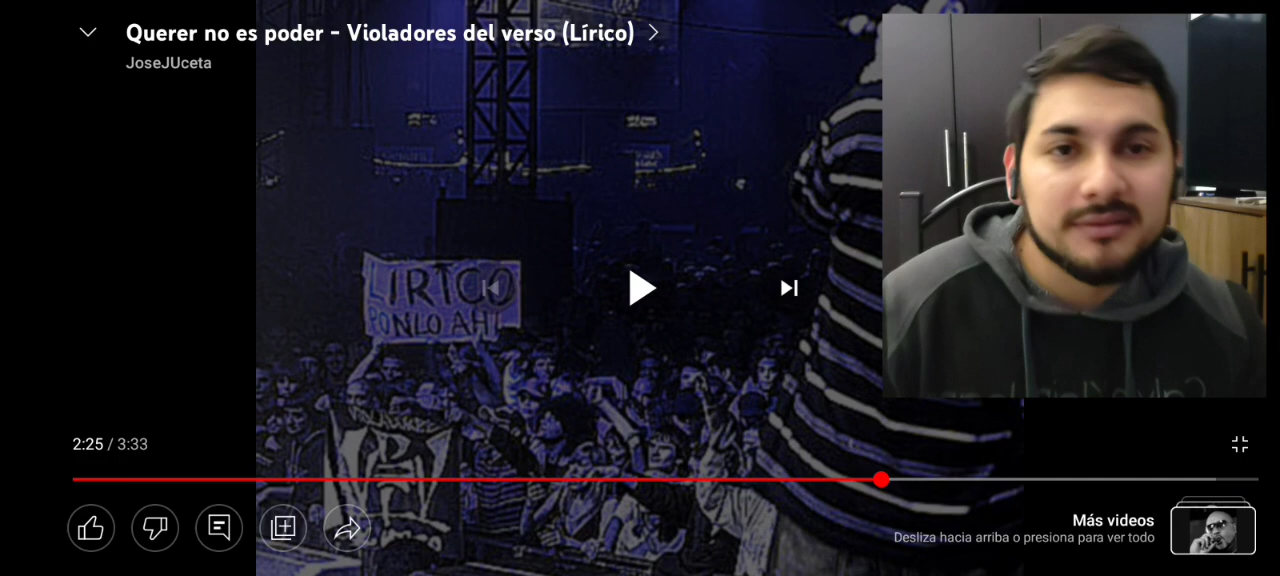 Querer no es poder - Violadores del verso (Lírico)
JoseJUceta
LIRICO
PONLO AHI
2:25 / 3:33
Más videos
Desliza hacia arriba o presiona para ver todo